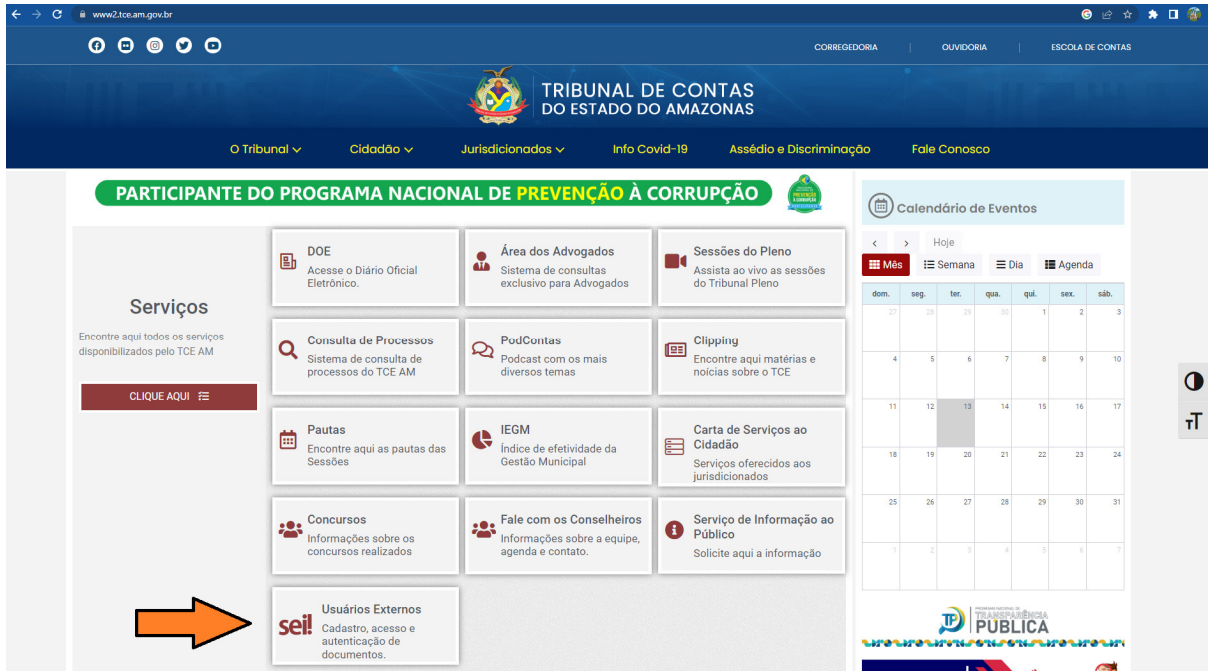 www2.tce.am.gov.br
CORREGEDORIA | OUVIDORIA | ESCOLA DE CONTAS
TRIBUNAL DE CONTAS
DO ESTADO DO AMAZONAS
O Tribunal Cidadão Jurisdicionados Info Covid-19 Assédio e Discriminação Fale Conosco
PARTICIPANTE DO PROGRAMA NACIONAL DE PREVENÇÃO À CORRUPÇÃO
Serviços
Encontre aqui todos os serviços
disponibilizados pelo TCE AM
CLIQUE AQUI
DOE
Acesse o Diário Oficial
Eletrônico.
Área dos Advogados
Sistema de consultas
exclusivo para Advogados
Sessões do Pleno
Assista ao vivo as sessões
do Tribunal Pleno
Consulta de Processos
Sistema de consulta de
processos do TCE AM
PodContas
Podcast com os mais
diversos temas
Clipping
Encontre aqui matérias e
noícias sobre o TCE
Pautas
Encontre aqui as pautas das
Sessões
IEGM
Índice de efetividade da
Gestão Municipal
Carta de Serviços ao
Cidadão
Serviços oferecidos aos
jurisdicionados
Concursos
Informações sobre os
concursos realizados
Fale com os Conselheiros
Informações sobre a equipe,
agenda e contato.
Serviço de Informação ao
Público
Solicite aqui a informação
sei!
Usuários Externos
Cadastro, acesso e
autenticação de
documentos.
Calendário de Eventos
< > Hoje
Mês Semana Dia Agenda
dom. seg. ter. qua. qui. sex. sáb.
27 28 29 30 1 2 3
4 5 6 7 8 9 10
11 12 13 14 15 16 17
18 19 20 21 22 23 24
25 26 27 28 29 30 31
1 2 3 4 5 6 7
TP
TRANSPARÊNCIA
PÚBLICA
TT